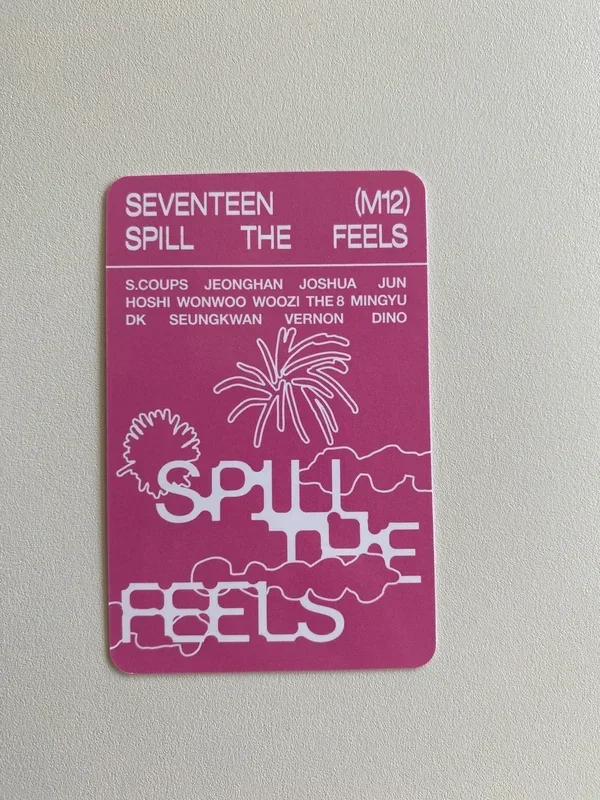 SEVENTEEN (M12)
SPILL THE FEELS
S.COUPS JEONGHAN JOSHUA JUN
HOSHI WONWOO WOOZI THE 8 MINGYU
DK SEUNGKWAN VERNON DINO
SPILL
THE
FEELS